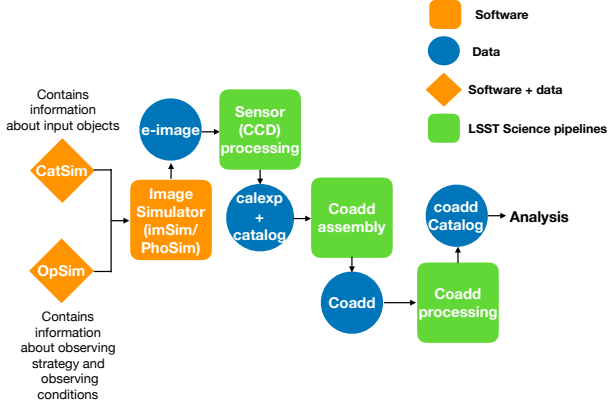 Software
Data
Software + data
LSST Science pipelines
Contains
information
about input objects
CatSim
OpSim
Contains
information
about observing
strategy and
observing
conditions
Image
Simulator
(imSim/
PhoSim)
e-image
Sensor
(CCD)
processing
calexp
+
catalog
Coadd
assembly
Coadd
Coadd
processing
coadd
Catalog
Analysis